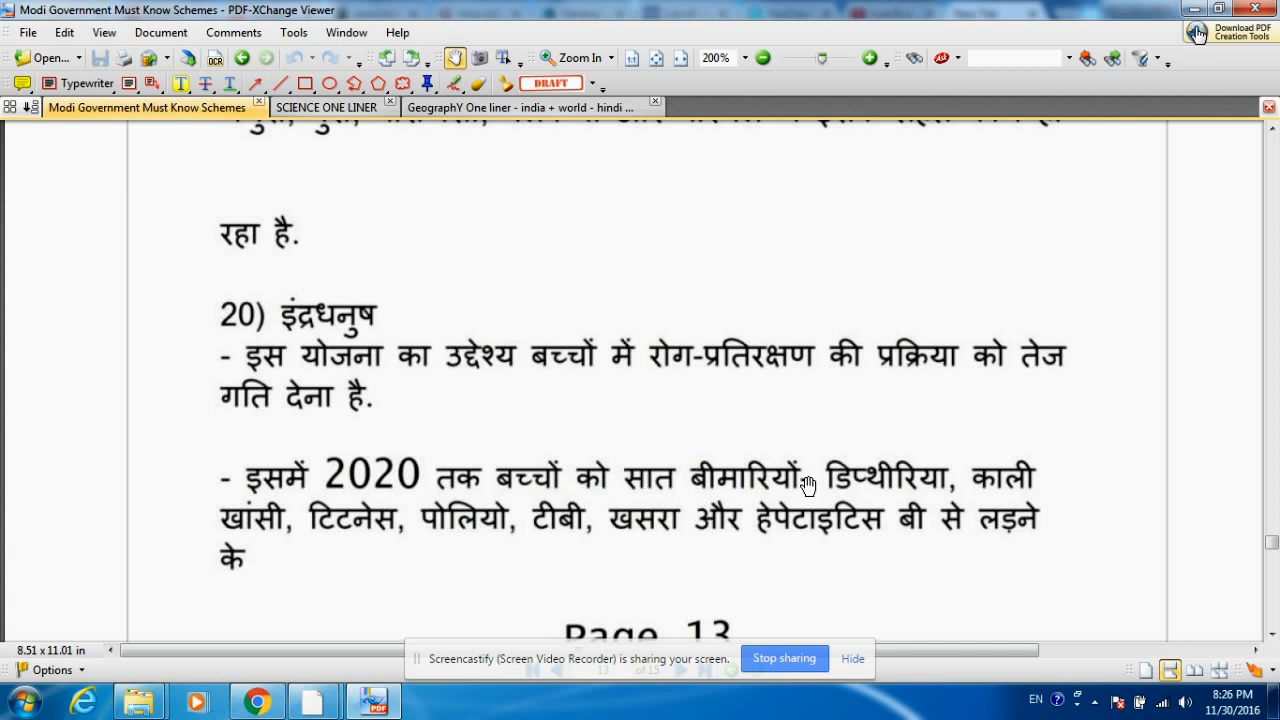 Modi Government Must Know Schemes - PDF-XChange Viewer
File Edit View Document Comments Tools Window Help
Download PDF
Creation Tools
Open... OCR Zoom In 200%
Typewriter DRAFT
Modi Government Must Know Schemes SCIENCE ONE LINER GeographY One liner - india + world - hindi ...
रहा है.
20) इंद्रधनुष
- इस योजना का उद्देश्य बच्चों में रोग-प्रतिरक्षण की प्रक्रिया को तेज
गति देना है.
- इसमें 2020 तक बच्चों को सात बीमारियों, डिप्थीरिया, काली
खांसी, टिटनेस, पोलियो, टीबी, खसरा और हेपेटाइटिस बी से लड़ने
के
Page 13
8.51 x 11.01 in
Screencastify (Screen Video Recorder) is sharing your screen. Stop sharing Hide
Options 13 of 15
EN 8:26 PM
11/30/2016